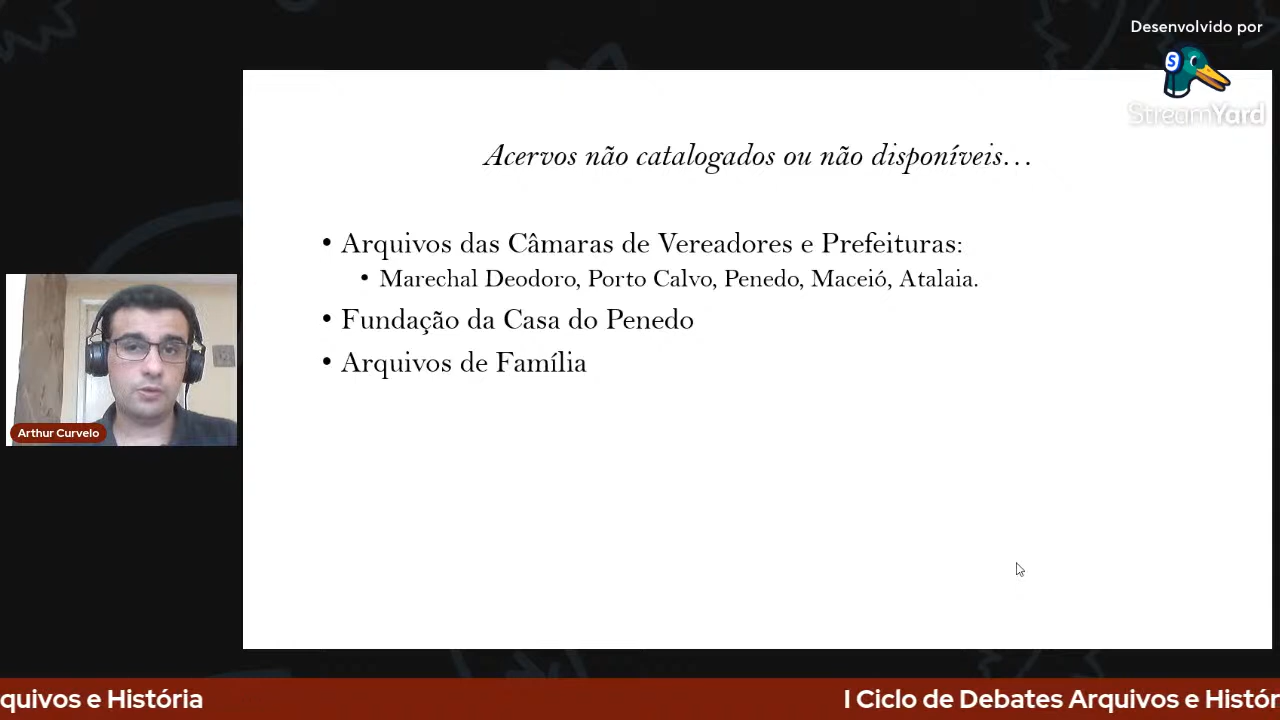 Desenvolvido por
S
StreamYard
Acervos não catalogados ou não disponíveis…
• Arquivos das Câmaras de Vereadores e Prefeituras:
• Marechal Deodoro, Porto Calvo, Penedo, Maceió, Atalaia.
• Fundação da Casa do Penedo
• Arquivos de Família
Arthur Curvelo
quivos e História
I Ciclo de Debates Arquivos e Histór